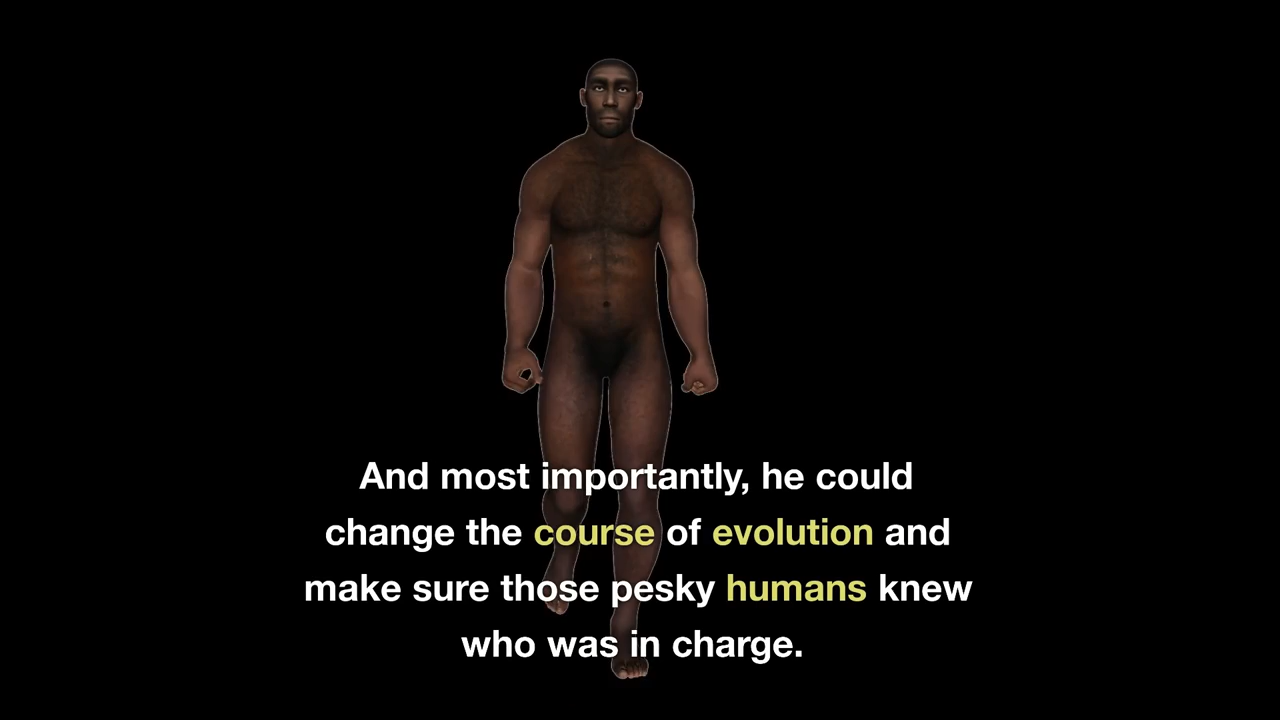 And most importantly, he could
change the course of evolution and
make sure those pesky humans knew
who was in charge.